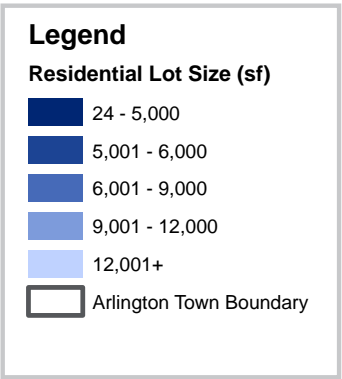 Legend
Residential Lot Size (sf)
24 - 5,000
5,001 - 6,000
6,001 - 9,000
9,001 - 12,000
12,001+
Arlington Town Boundary